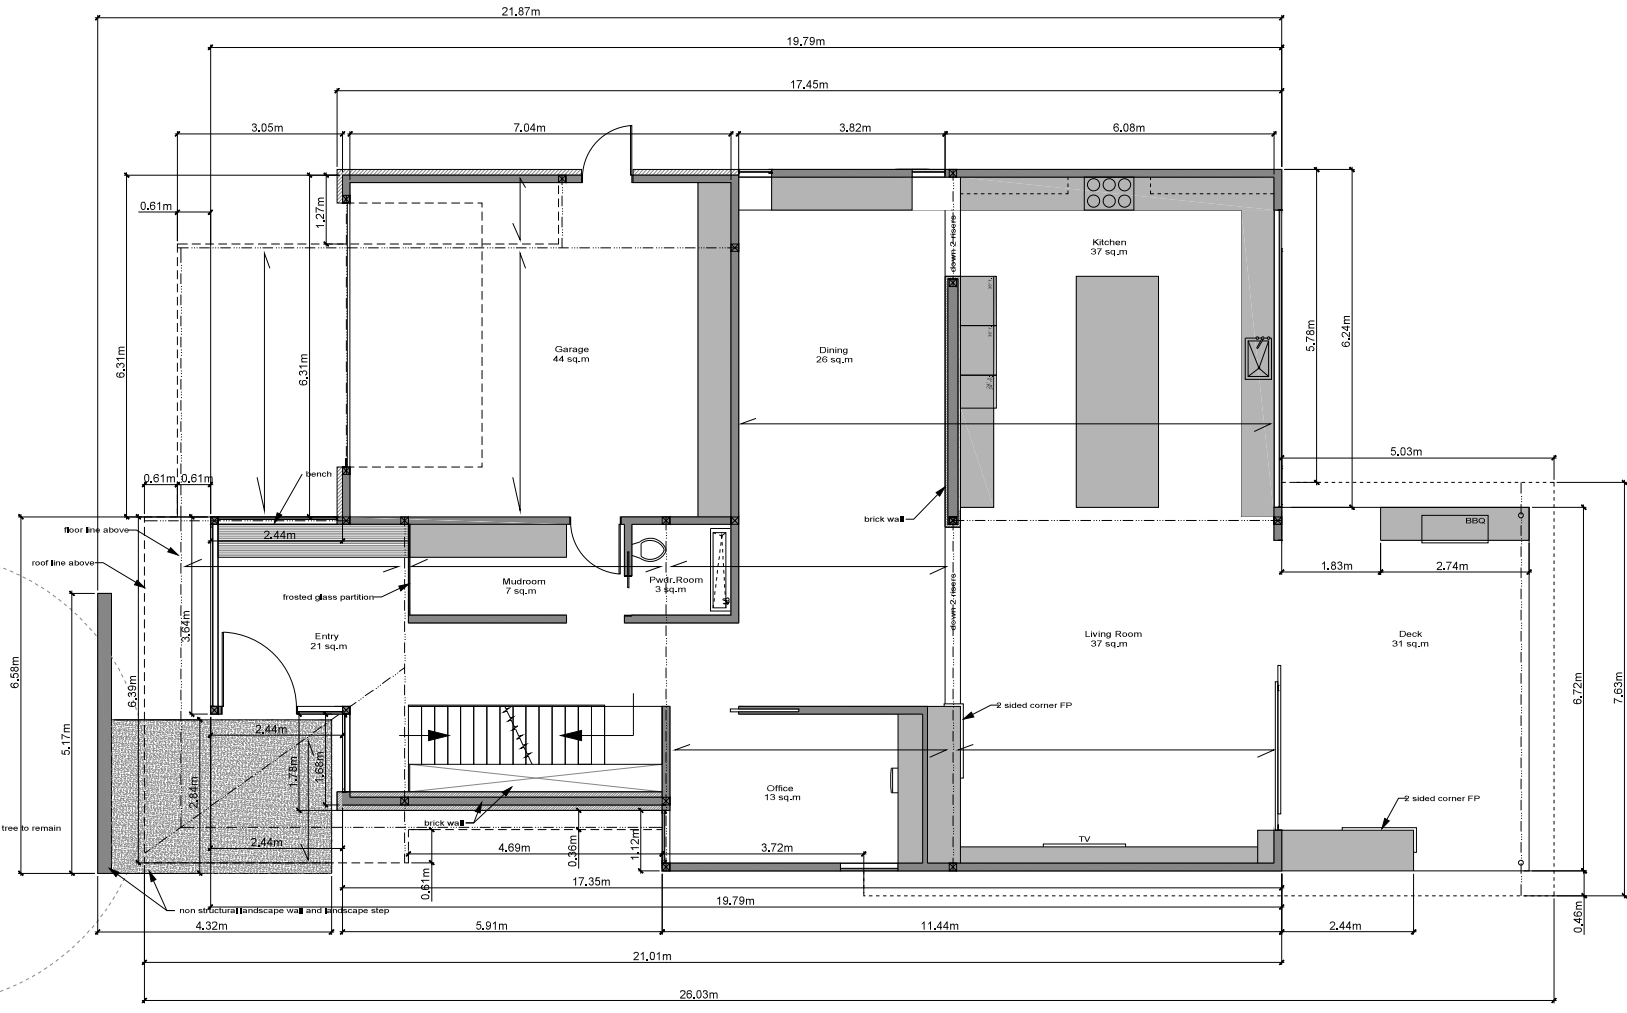 21.87m
19.79m
17.45m
3.05m
7.04m
3.82m
6.08m
0.61m
1.27m
down 2 risers
Kitchen
37 sq.m
6.31m
6.31m
Garage
44 sq.m
Dining
26 sq.m
5.78m
6.24m
5.03m
bench
0.61m
0.61m
brick wall
BBQ
floor line above
2.44m
roof line above
1.83m
2.74m
Mudroom
7 sq.m
Pwdr.Room
3 sq.m
frosted glass partition
down 2 risers
3.64m
Entry
21 sq.m
Living Room
37 sq.m
Deck
31 sq.m
6.58m
6.39m
6.72m
7.63m
2 sided corner FP
5.17m
2.44m
1.78m
1.68m
2.84m
Office
13 sq.m
2 sided corner FP
tree to remain
brick wall
TV
2.44m
4.69m
0.36m
1.12m
3.72m
0.61m
17.35m
19.79m
non structural landscape wall and landscape step
0.46m
4.32m
5.91m
11.44m
2.44m
21.01m
26.03m